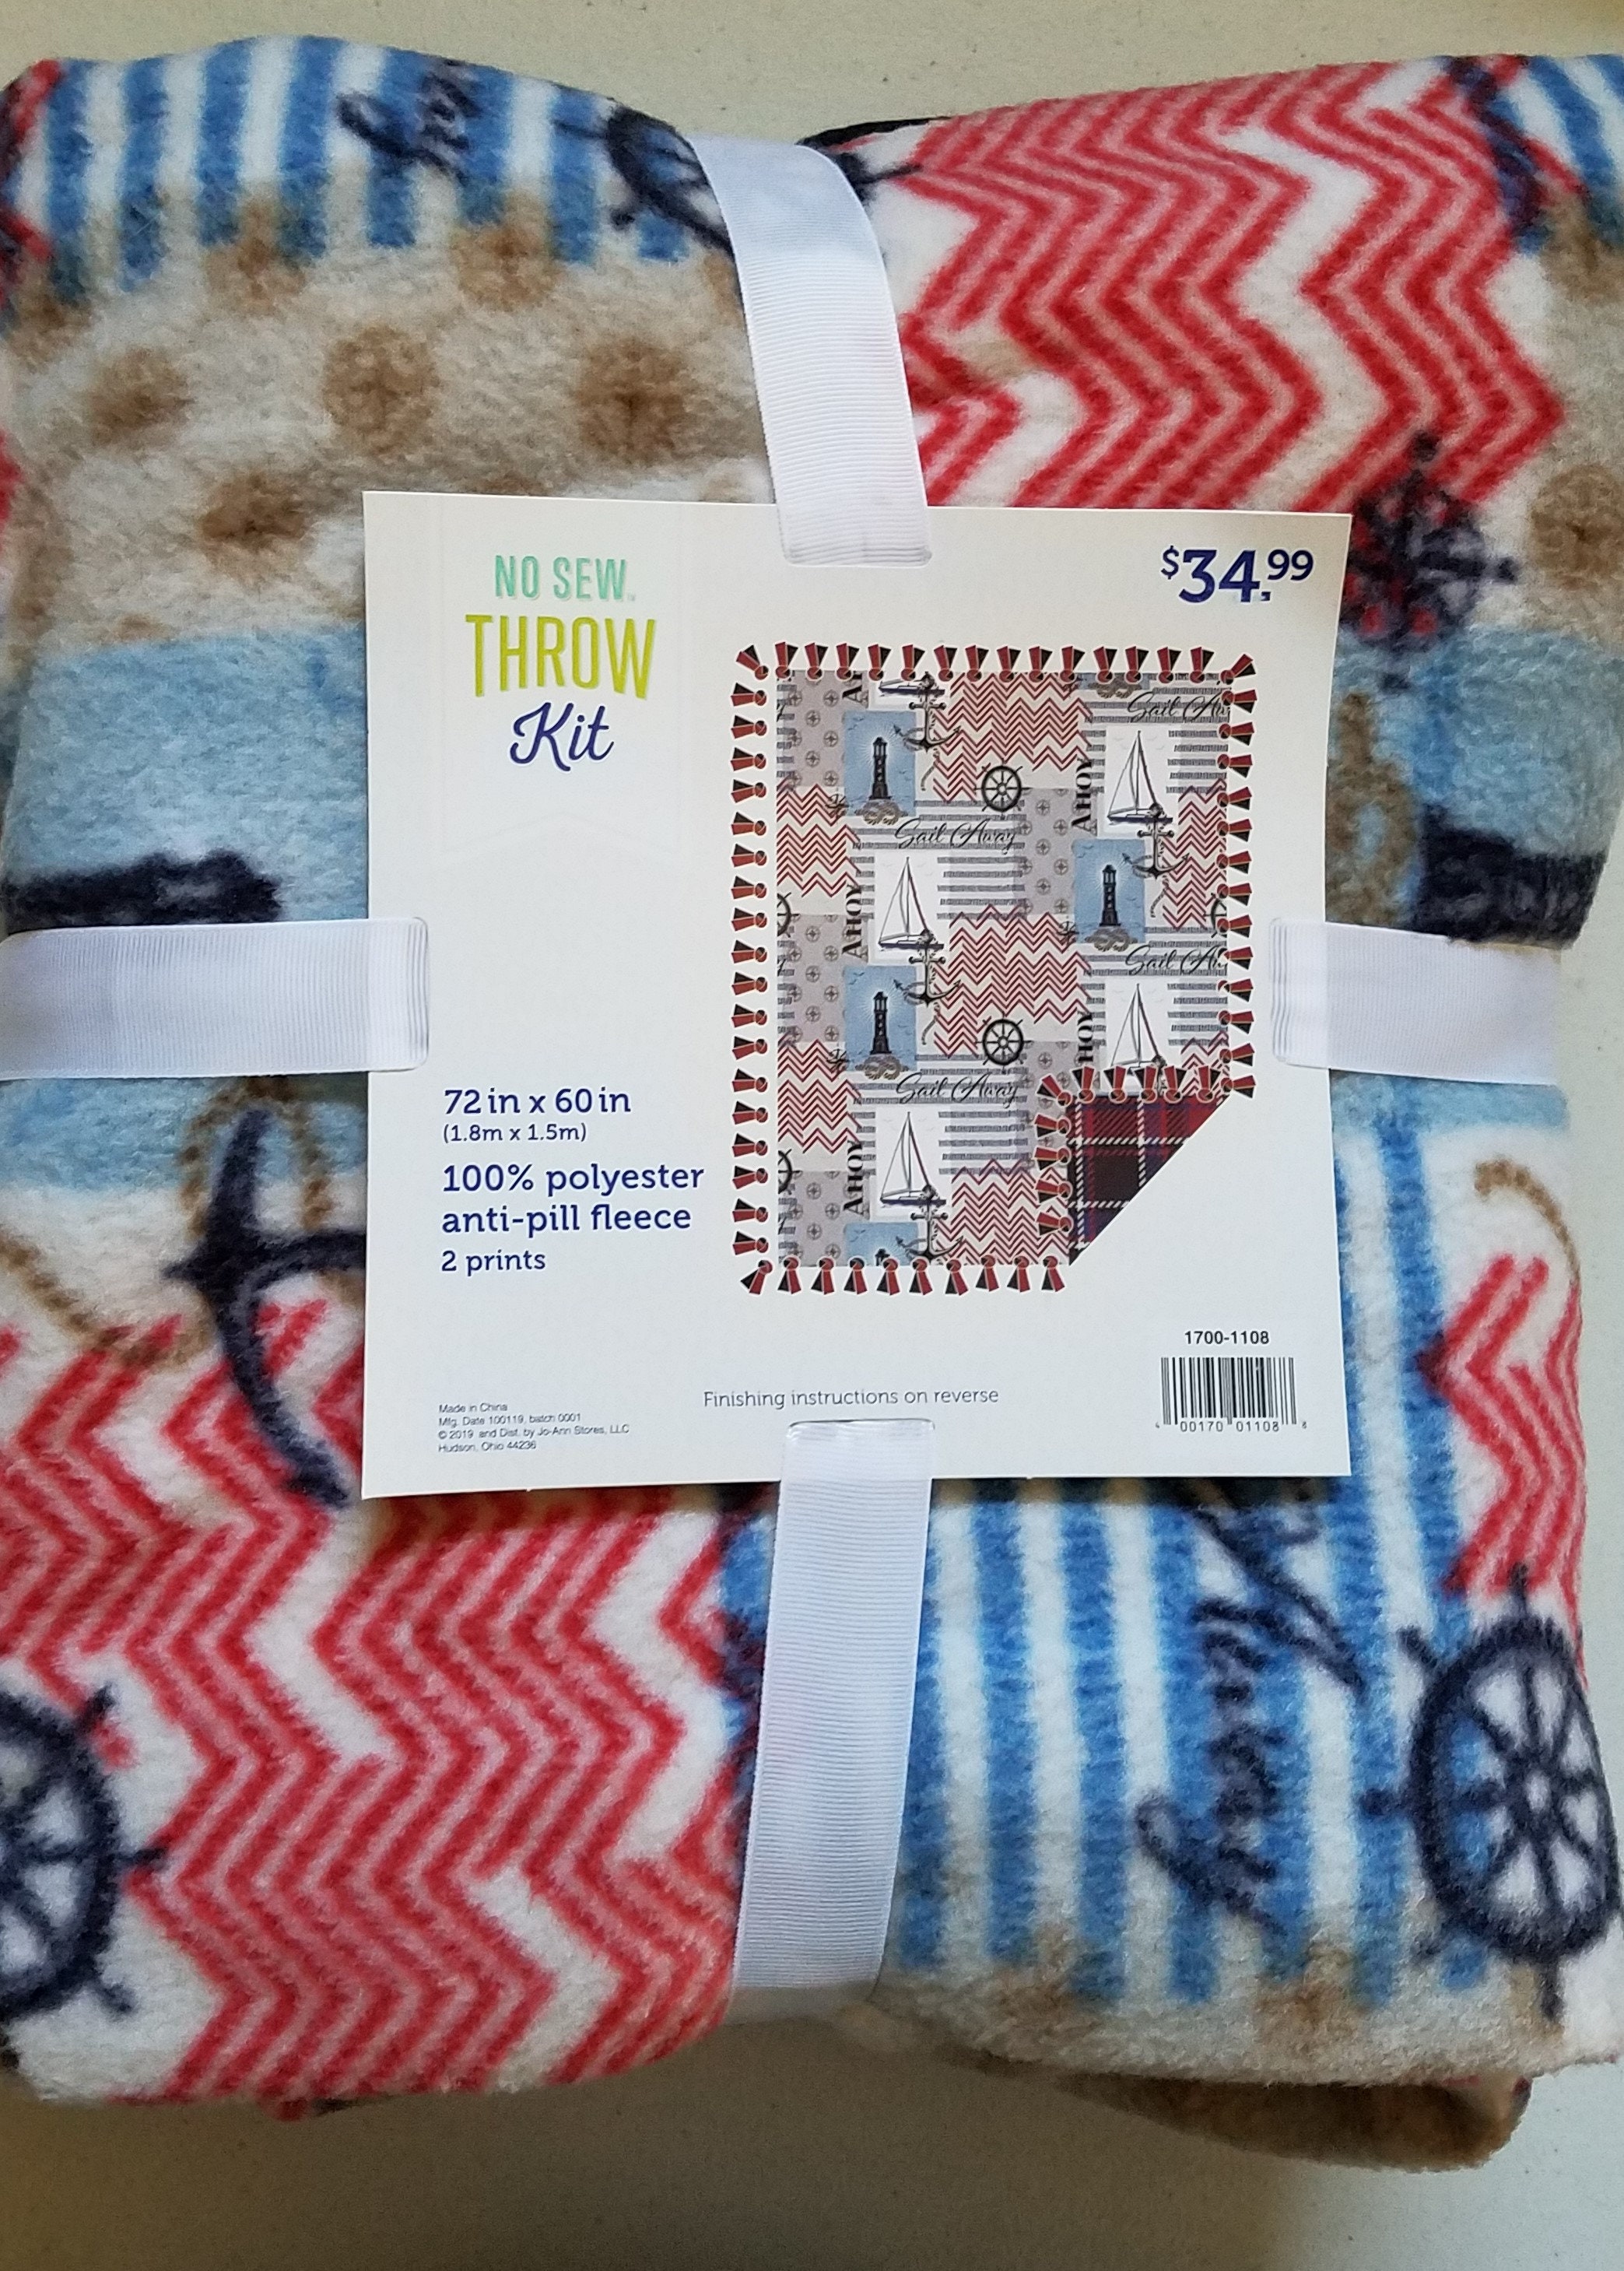 NO SEW™
THROW
Kit
$34.99
AHOY
Sail Away
AHOY
Sail Away
AHOY
Sail Away
AHOY
AHOY
72 in x 60 in
(1.8m x 1.5m)
100% polyester
anti-pill fleece
2 prints
1700-1108
Finishing instructions on reverse
4 00170 01108 8
Made in China
Mfg. Date 100119, batch 0001
© 2019 and Dist. by Jo-Ann Stores, LLC
Hudson, Ohio 44236